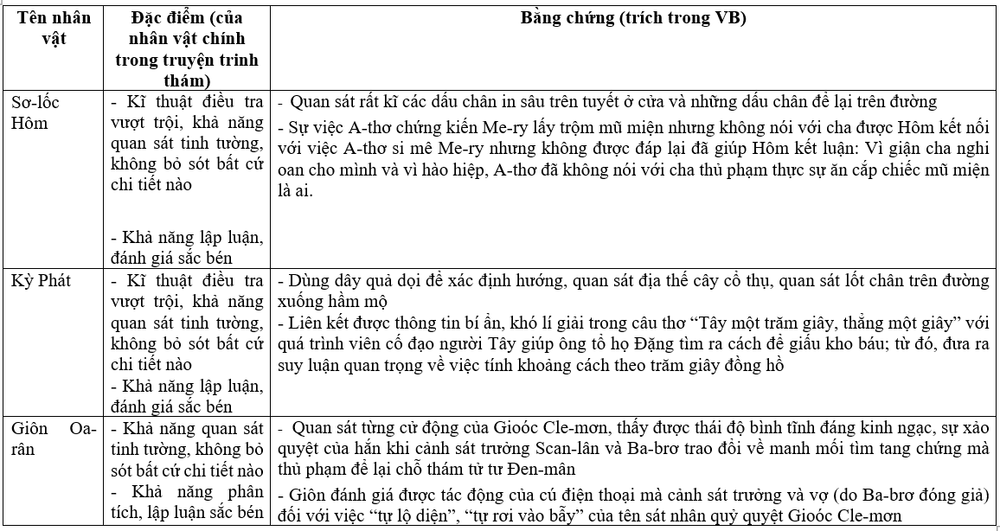 Tên nhân
vật
Đặc điểm (của
nhân vật chính
trong truyện trinh
thám)
Bằng chứng (trích trong VB)
Sơ-lốc
Hôm
- Kĩ thuật điều tra
vượt trội, khả năng
quan sát tinh tường,
không bỏ sót bất cứ
chi tiết nào
- Khả năng lập luận,
đánh giá sắc bén
- Quan sát rất kĩ các dấu chân in sâu trên tuyết ở cửa và những dấu chân để lại trên đường
- Sự việc A-thơ chứng kiến Me-ry lấy trộm mũ miện nhưng không nói với cha được Hôm kết nối
với việc A-thơ si mê Me-ry nhưng không được đáp lại đã giúp Hôm kết luận: Vì giận cha nghi
oan cho mình và vì hào hiệp, A-thơ đã không nói với cha thủ phạm thực sự ăn cắp chiếc mũ miện
là ai.
Kỳ Phát
- Kĩ thuật điều tra
vượt trội, khả năng
quan sát tinh tường,
không bỏ sót bất cứ
chi tiết nào
- Khả năng lập luận,
đánh giá sắc bén
- Dùng dây quả dọi để xác định hướng, quan sát địa thế cây cổ thụ, quan sát lốt chân trên đường
xuống hầm mộ
- Liên kết được thông tin bí ẩn, khó lí giải trong câu thơ “Tây một trăm giây, thẳng một giây” với
quá trình viên cố đạo người Tây giúp ông tổ họ Đặng tìm ra cách để giấu kho báu; từ đó, đưa ra
suy luận quan trọng về việc tính khoảng cách theo trăm giây đồng hồ
Giôn Oa-
rân
- Khả năng quan sát
tinh tường, không bỏ
sót bất cứ chi tiết nào
- Khả năng phân
tích, lập luận sắc bén
- Quan sát từng cử động của Gioóc Cle-mơn, thấy được thái độ bình tĩnh đáng kinh ngạc, sự xảo
quyệt của hắn khi cảnh sát trưởng Scan-lân và Ba-brơ trao đổi về manh mối tìm tang chứng mà
thủ phạm để lại chỗ thám tử tư Đen-mân
- Giôn đánh giá được tác động của cú điện thoại mà cảnh sát trưởng và vợ (do Ba-brơ đóng giả)
đối với việc “tự lộ diện”, “tự rơi vào bẫy” của tên sát nhân quỷ quyệt Gioóc Cle-mơn